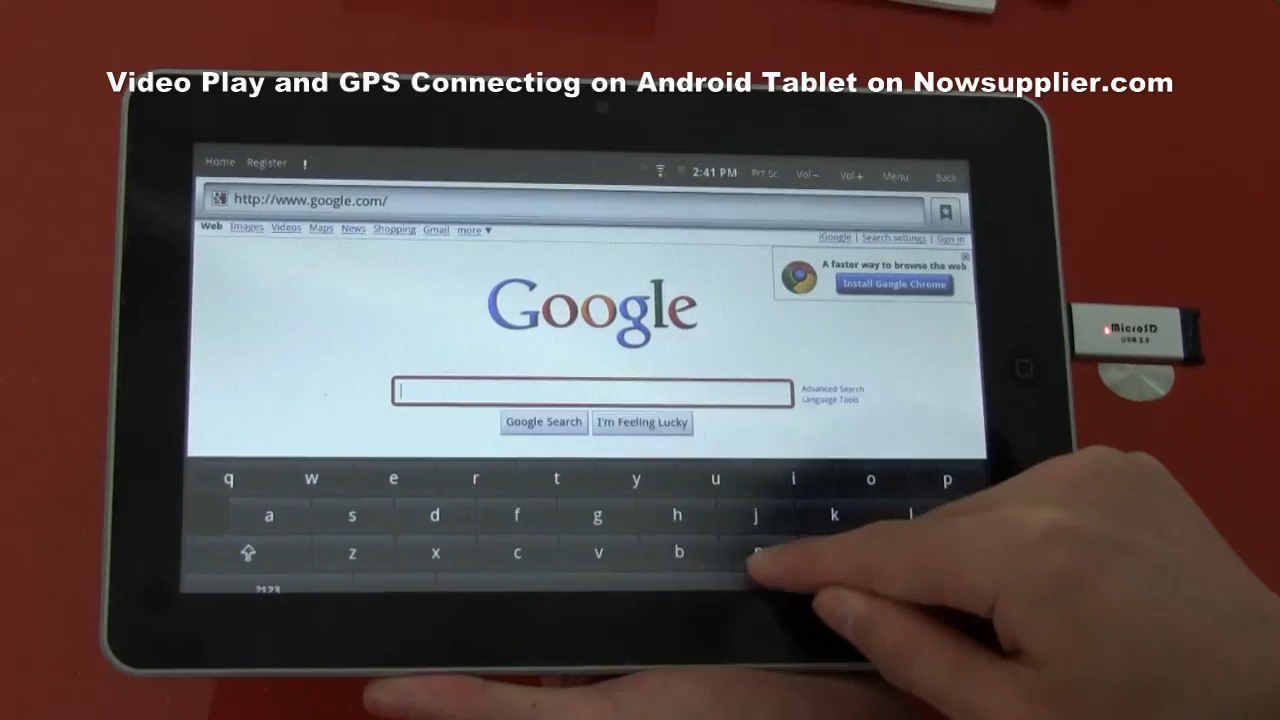 Video Play and GPS Connectiog on Android Tablet on Nowsupplier.com
Home Register ! 2:41 PM Prt Sc Vol- Vol+ Menu Back
http://www.google.com/
Web Images Videos Maps News Shopping Gmail more ▼
iGoogle | Search settings | Sign in
A faster way to browse the web
Install Google Chrome
Google
Advanced Search
Language Tools
Google Search I'm Feeling Lucky
MicroSD
USB 2.0
q w e r t y u i o p
a s d f g h j k
z x c v b
?123